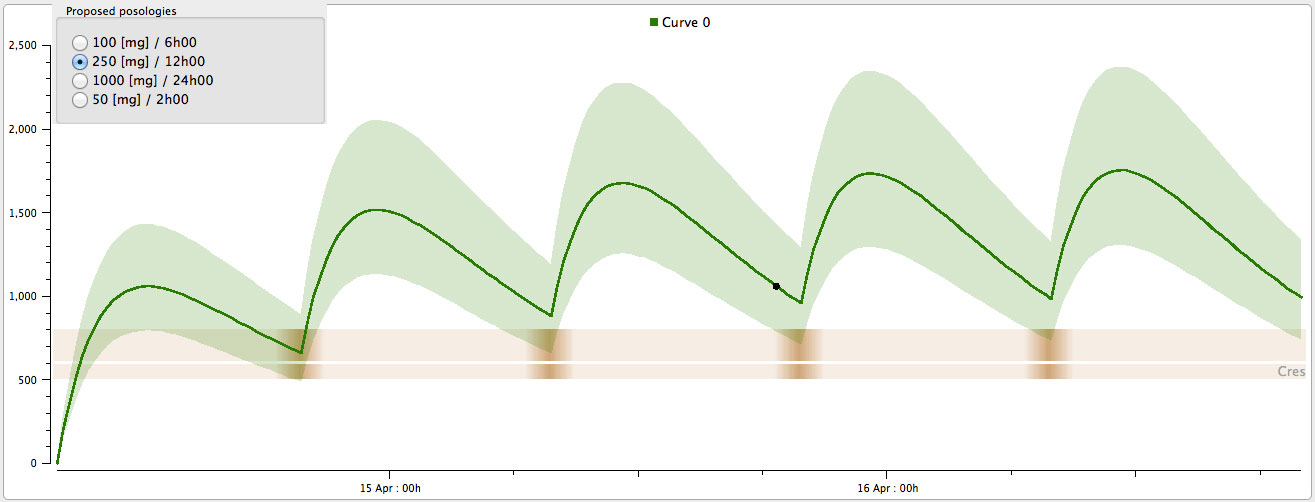 Proposed posologies
100 [mg] / 6h00
250 [mg] / 12h00
1000 [mg] / 24h00
50 [mg] / 2h00
Curve 0
2,500
2,000
1,500
1,000
500
0
Cres
15 Apr : 00h
16 Apr : 00h